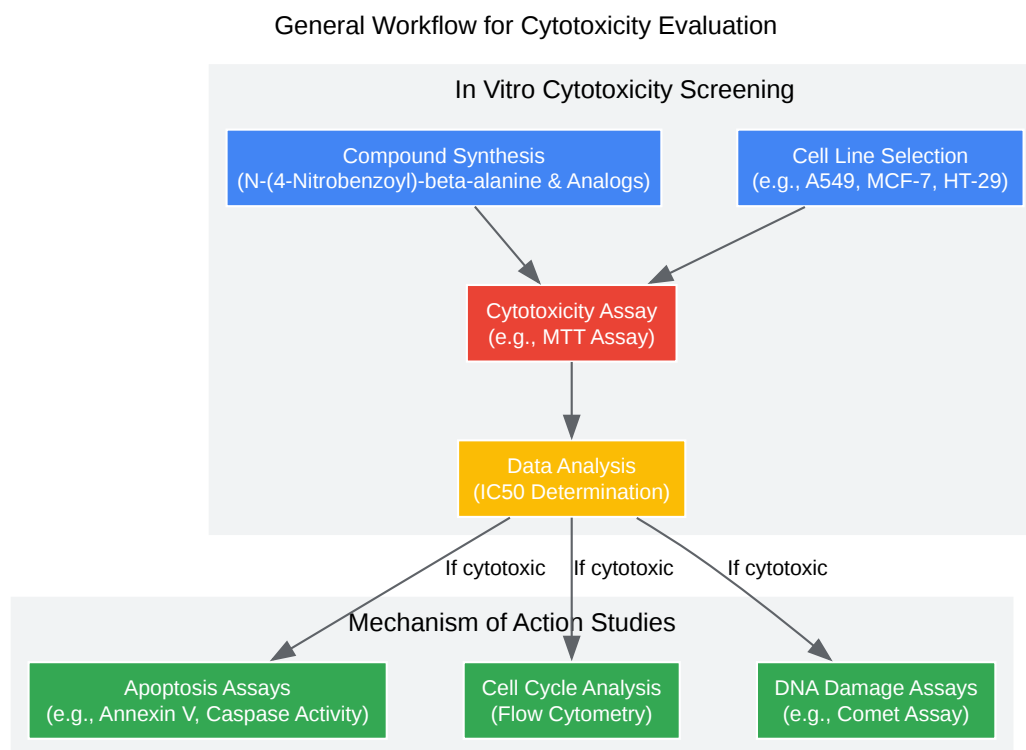 General Workflow for Cytotoxicity Evaluation
In Vitro Cytotoxicity Screening
Compound Synthesis
(N-(4-Nitrobenzoyl)-beta-alanine & Analogs)
Cell Line Selection
(e.g., A549, MCF-7, HT-29)
Cytotoxicity Assay
(e.g., MTT Assay)
Data Analysis
(IC50 Determination)
If cytotoxic
If cytotoxic
If cytotoxic
Mechanism of Action Studies
Apoptosis Assays
(e.g., Annexin V, Caspase Activity)
Cell Cycle Analysis
(Flow Cytometry)
DNA Damage Assays
(e.g., Comet Assay)